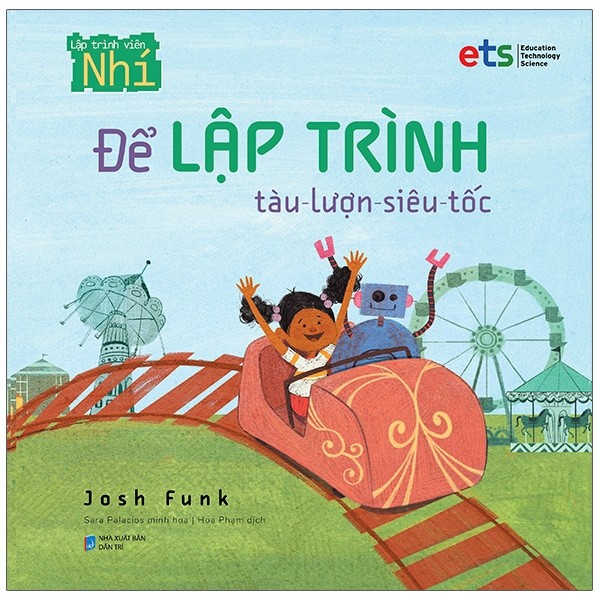 Lập trình viên
Nhí
ets Education
Technology
Science
Để LẬP TRÌNH
tàu-lượn-siêu-tốc
Josh Funk
Sara Palacios minh họa | Hoa Phạm dịch
NHÀ XUẤT BẢN
DÂN TRÍ